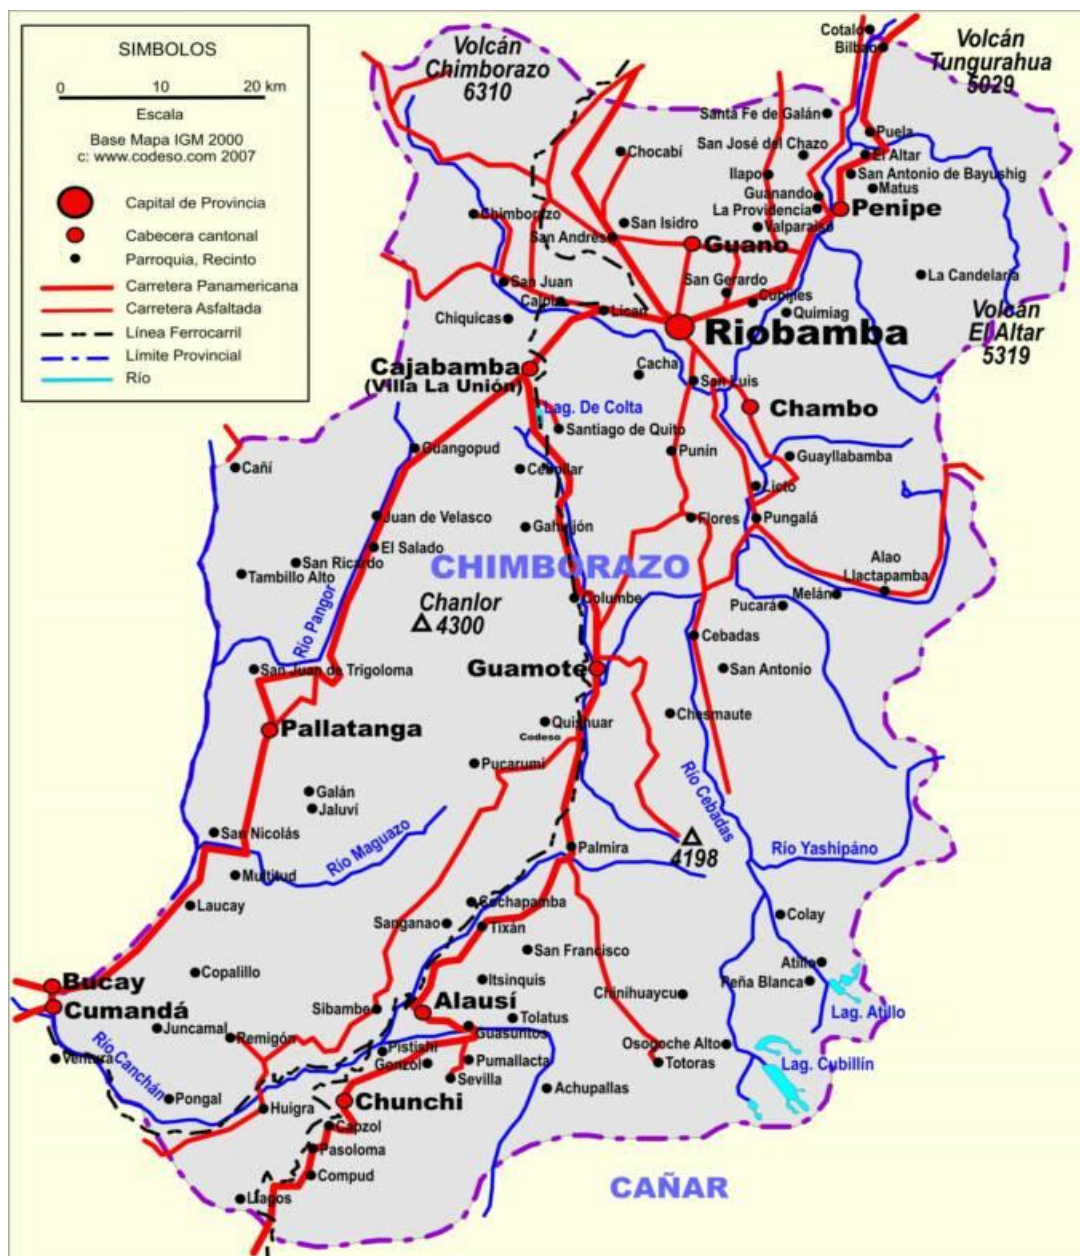 SIMBOLOS
0 10 20 km
Escala
Base Mapa IGM 2000
c: www.codeso.com 2007
Capital de Provincia
Cabecera cantonal
Parroquia, Recinto
Carretera Panamericana
Carretera Asfaltada
Línea Ferrocarril
Límite Provincial
Río
Volcán
Chimborazo
6310
Cotaló
Bilbao
Volcán
Tungurahua
5029
Santa Fe de Galán
Puela
Chocabí
San José del Chazo
El Altar
Ilapo
San Antonio de Bayushig
Matus
Guanando
La Providencia
Penipe
Chimborazo
San Isidro
Valparaiso
San Andrés
Guano
La Candelaria
San Juan
San Gerardo
Calpi
Cubijíes
Lican
Quimiag
Chiquicas
Riobamba
Volcán
El Altar
5319
Cajabamba
(Villa La Unión)
Cacha
San Luis
Lag. De Colta
Chambo
Santiago de Quito
Guangopud
Punín
Guayllabamba
Cañí
Licto
Juan de Velasco
Flores
Pungalá
El Salado
San Ricardo
Tambillo Alto
CHIMBORAZO
Alao
Llactapamba
Melán
Chanlor
4300
Columbe
Pucará
Río Pangor
Cebadas
San Juan de Trigoloma
Guamote
San Antonio
Pallatanga
Quishuar
Chesmaute
Codeso
Pucarumi
Galán
Jaluví
Río Cebadas
San Nicolás
Río Maguazo
Palmira
4198
Río Yashipáno
Multitud
Laucay
Cochapamba
Sanganao
Tixán
Colay
San Francisco
Copalillo
Itsinquis
Atillo
Peña Blanca
Bucay
Chinihuaycu
Cumandá
Sibambe
Alausí
Tolatus
Lag. Atillo
Juncamal
Remigón
Guasuntos
Osogoche Alto
Ventura
Río Canchán
Pistishi
Gonzol
Pumallacta
Totoras
Lag. Cubillín
Sevilla
Achupallas
Pongal
Huigra
Chunchi
Capzol
Pasoloma
Compud
Llagos
CAÑAR